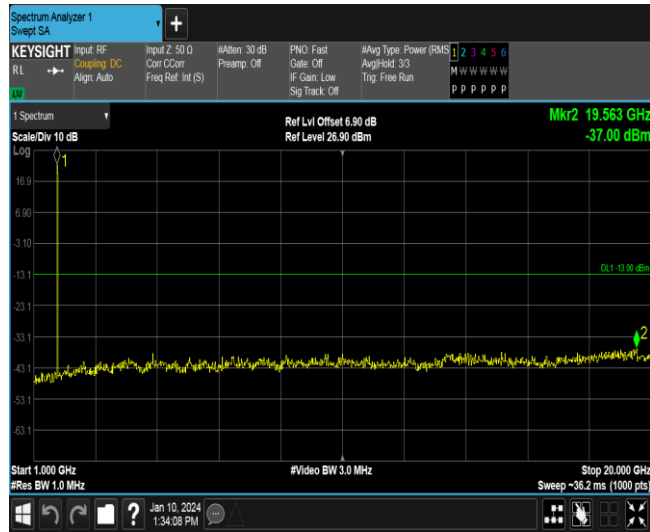 Spectrum Analyzer 1
Swept SA
+
KEYSIGHT
RL
LXI
Input: RF
Coupling: DC
Align: Auto
Input Z: 50 Ω
Corr CCorr
Freq Ref: Int (S)
#Atten: 30 dB
Preamp: Off
PNO: Fast
Gate: Off
IF Gain: Low
Sig Track: Off
#Avg Type: Power (RMS
Avg|Hold: 3/3
Trig: Free Run
1 2 3 4 5 6
M W W W W W
P P P P P P
1 Spectrum
Scale/Div 10 dB
Ref Lvl Offset 6.90 dB
Ref Level 26.90 dBm
Mkr2 19.563 GHz
-37.00 dBm
Log
1
16.9
6.90
-3.10
-13.1
DL1 -13.00 dBm
-23.1
-33.1
2
-43.1
-53.1
-63.1
Start 1.000 GHz
#Video BW 3.0 MHz
Stop 20.000 GHz
#Res BW 1.0 MHz
Sweep ~36.2 ms (1000 pts)
?
Jan 10, 2024
1:34:08 PM